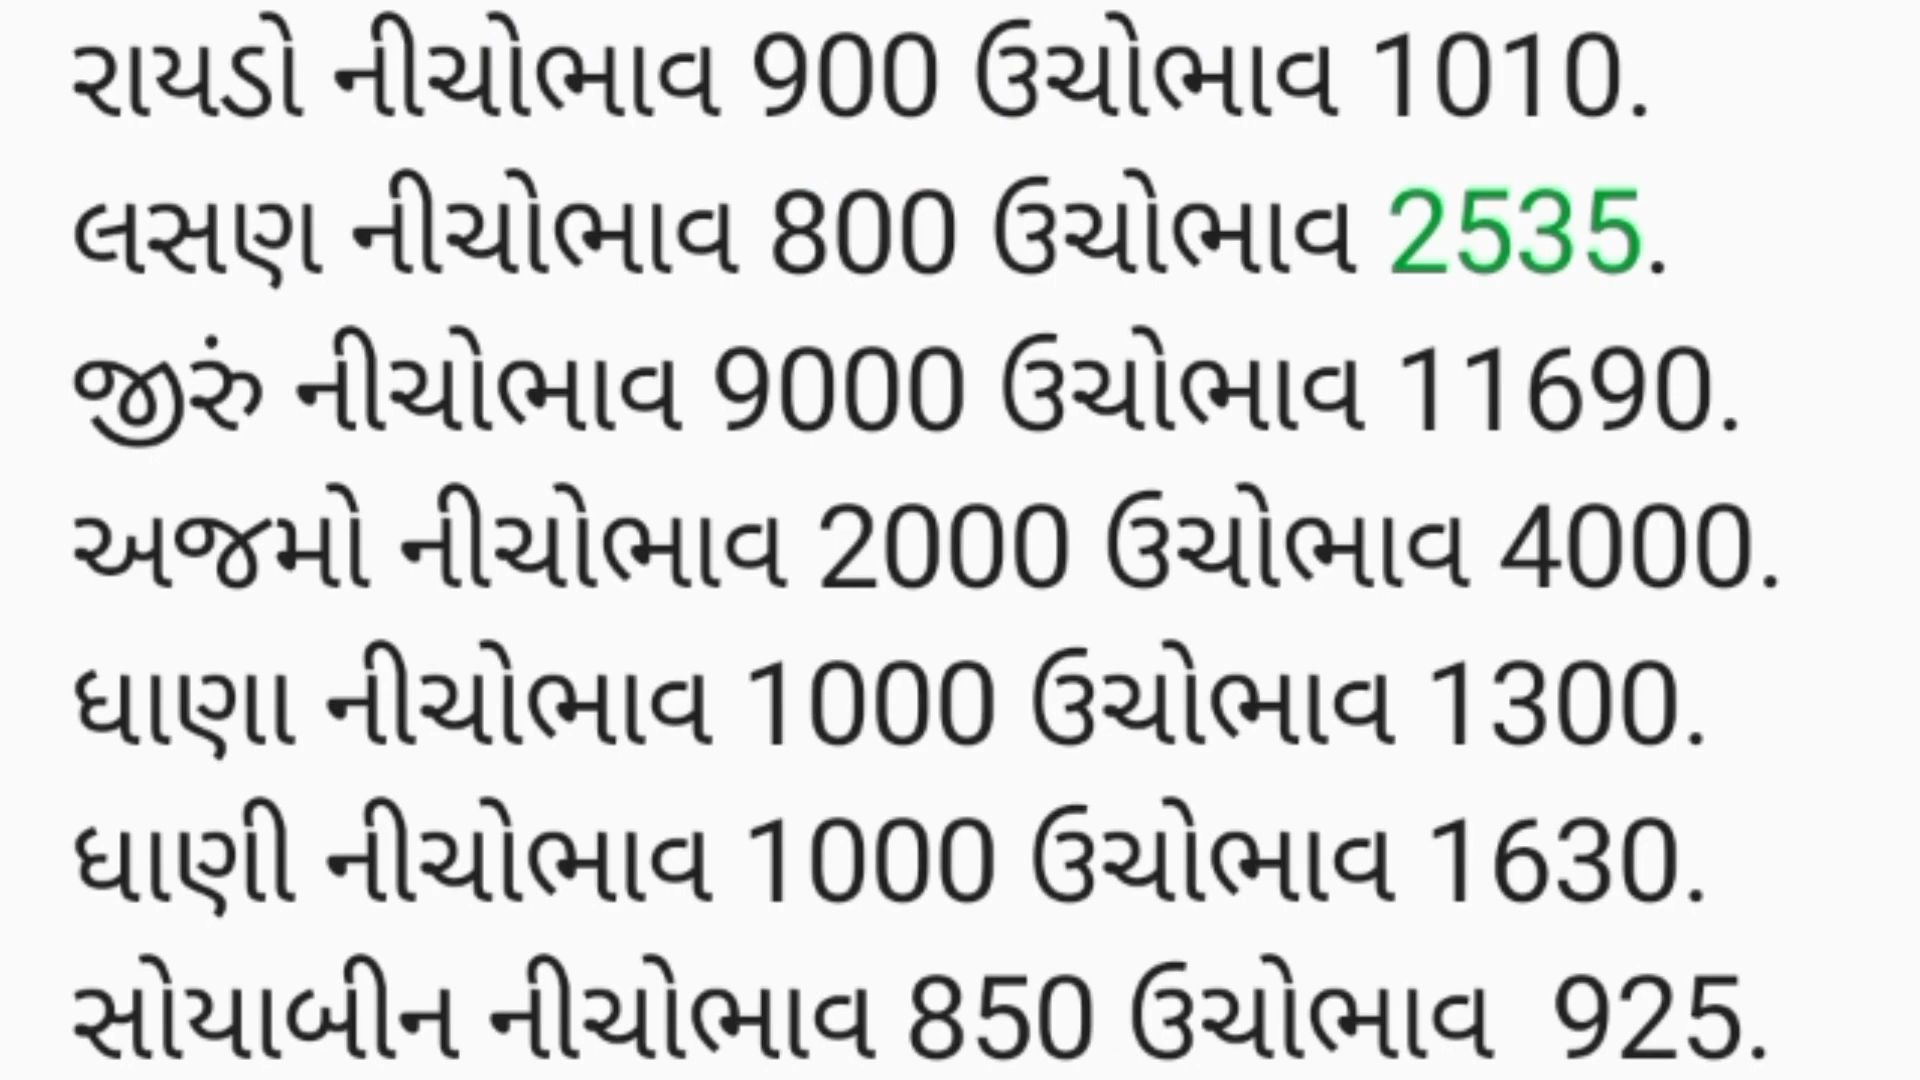 રાયડો નીચોભાવ 900 ઉચોભાવ 1010.
લસણ નીચોભાવ 800 ઉચોભાવ 2535.
જીરું નીચોભાવ 9000 ઉચોભાવ 11690.
અજમો નીચોભાવ 2000 ઉચોભાવ 4000.
ધાણા નીચોભાવ 1000 ઉચોભાવ 1300.
ધાણી નીચોભાવ 1000 ઉચોભાવ 1630.
સોયાબીન નીચોભાવ 850 ઉચોભાવ 925.